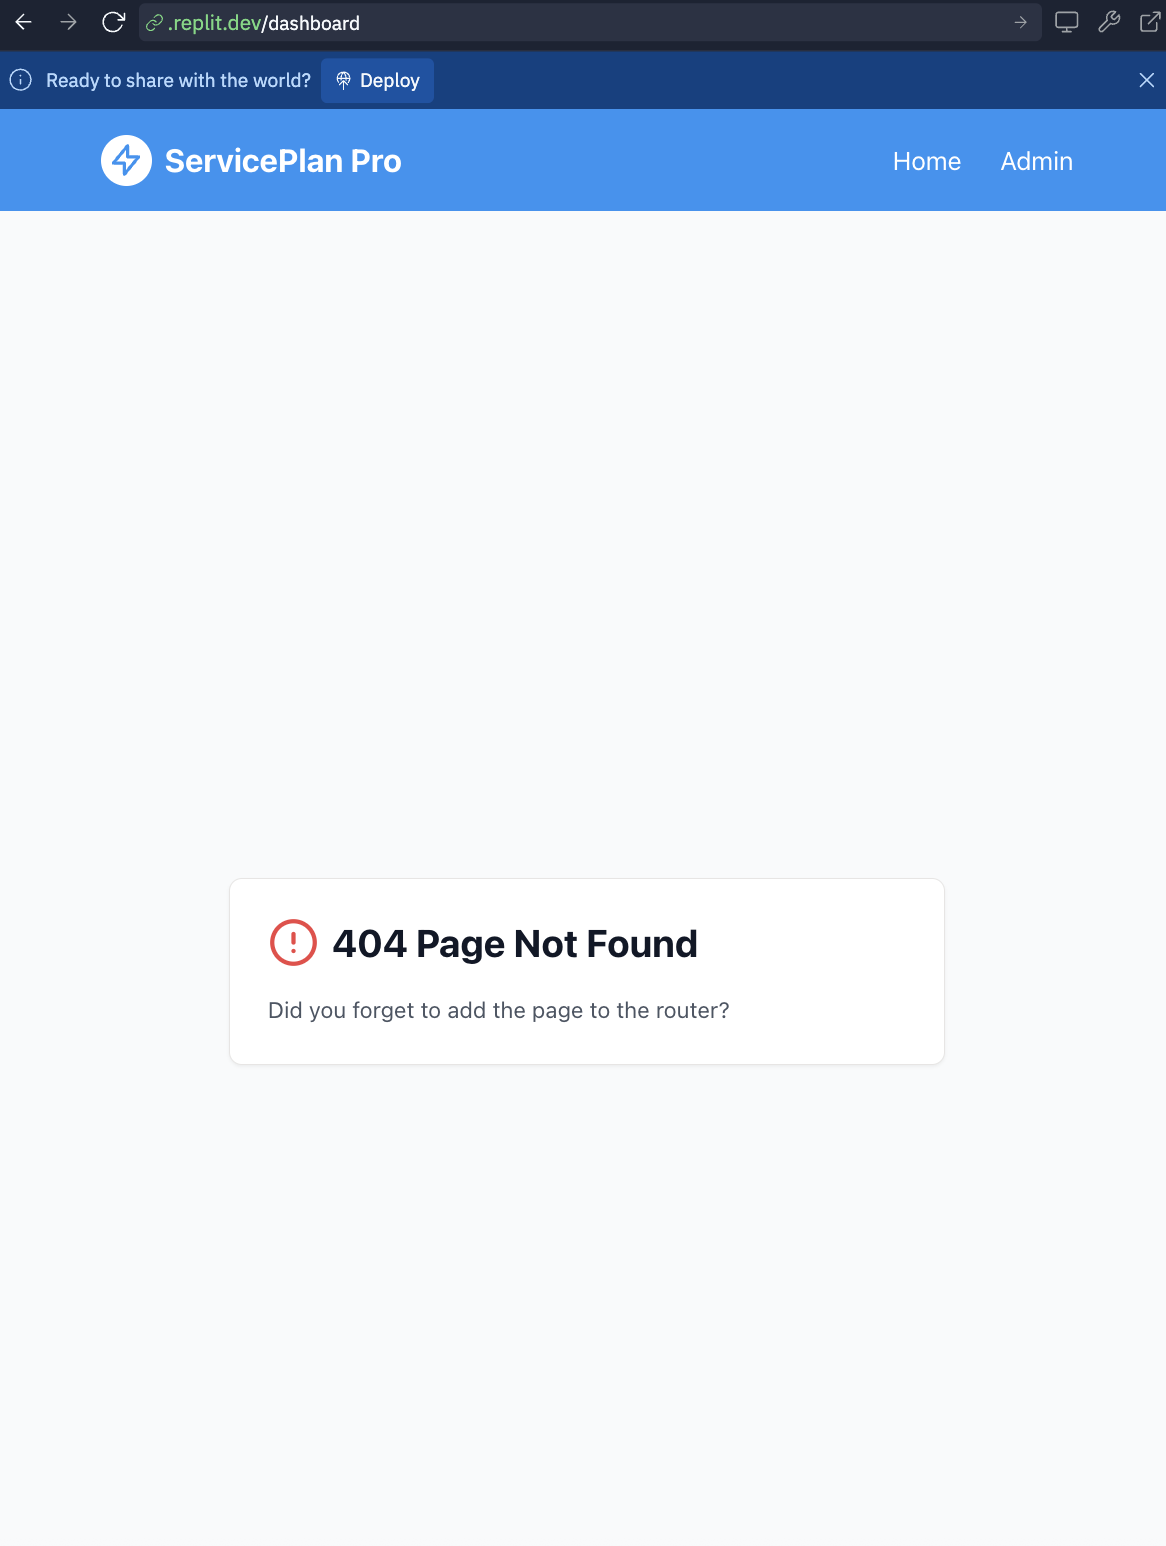 .replit.dev/dashboard
Ready to share with the world? Deploy
ServicePlan Pro Home Admin
404 Page Not Found
Did you forget to add the page to the router?